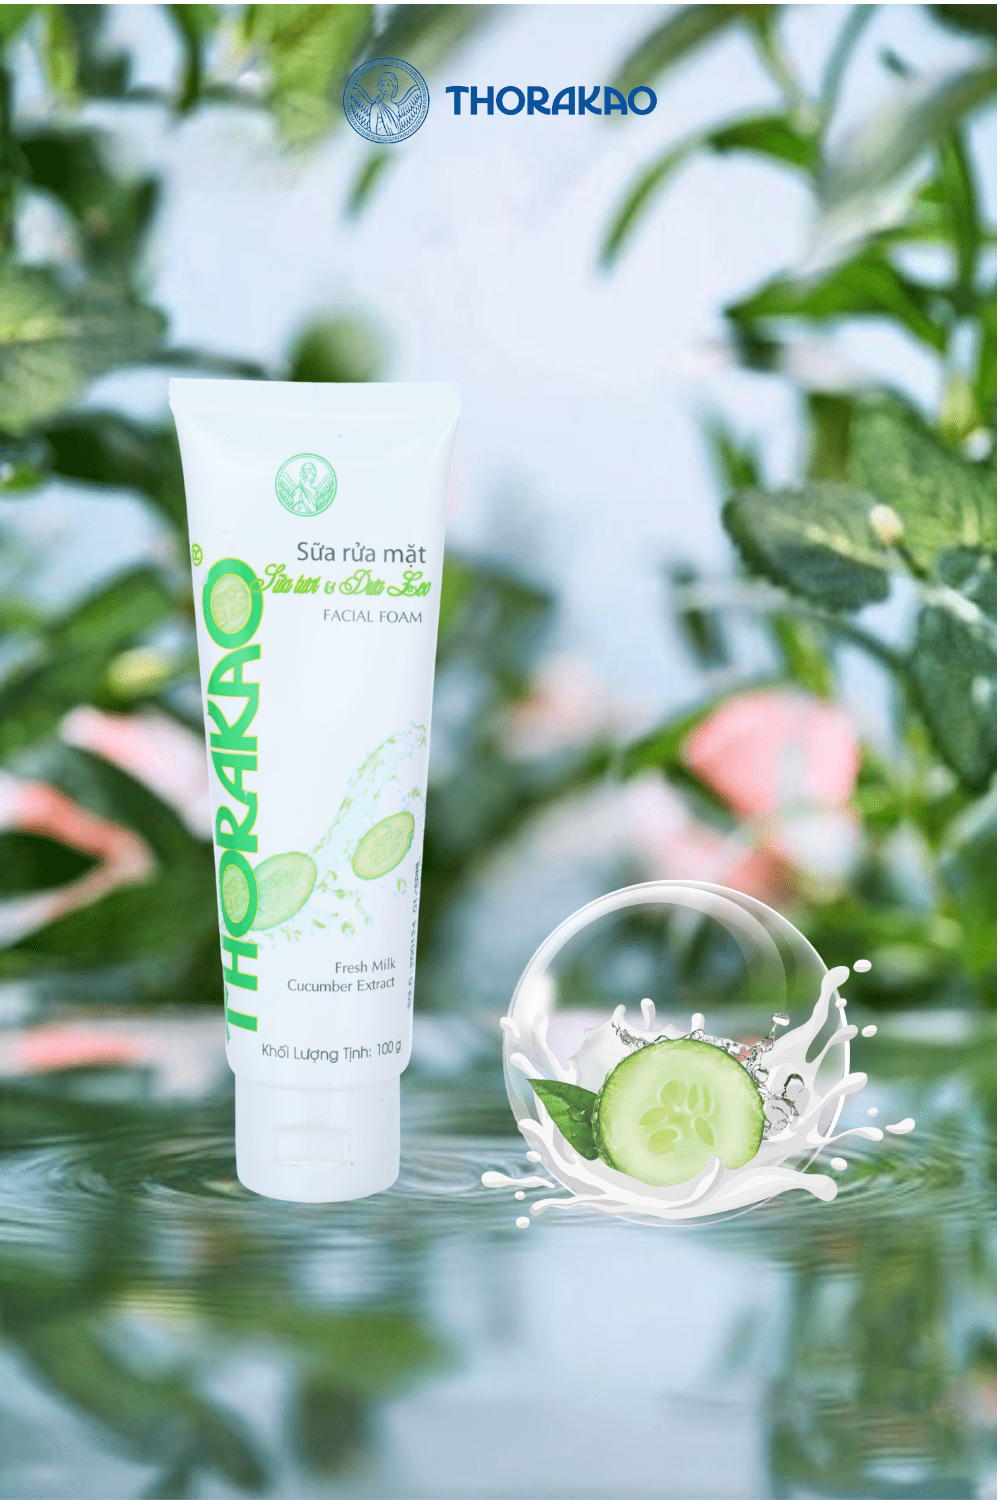 THORAKAO
Sữa rửa mặt
Sữa tươi & Dưa Leo
FACIAL FOAM
THORAKAO
Fresh Milk
Cucumber Extract
Khối Lượng Tịnh: 100 g